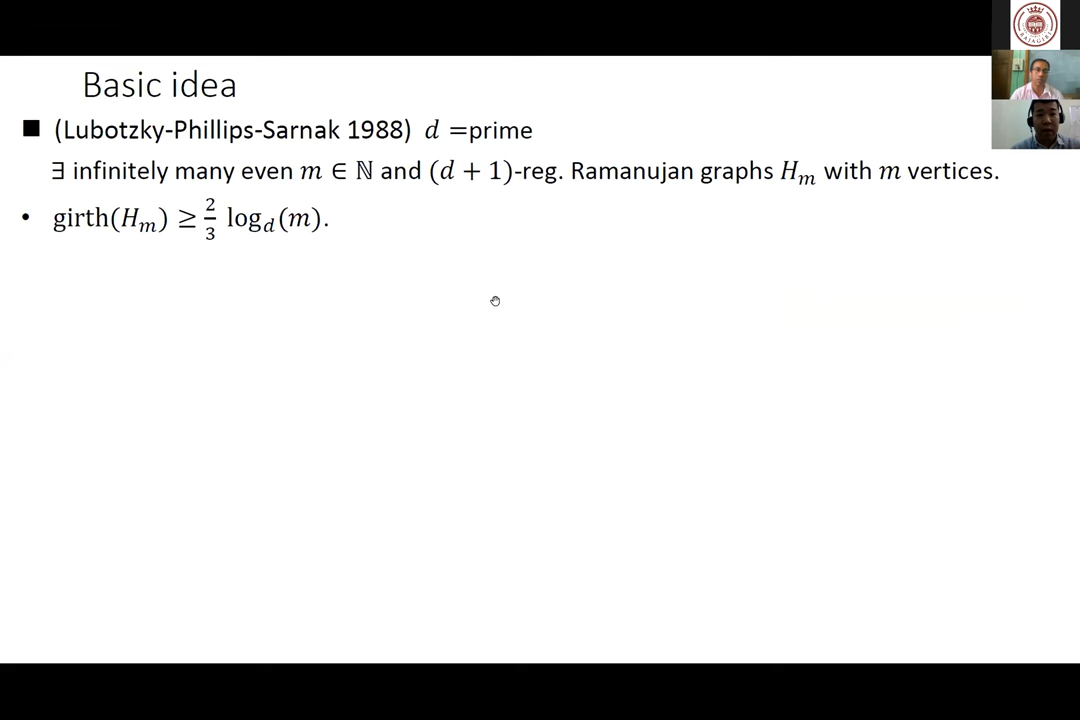 Basic idea
■ (Lubotzky-Phillips-Sarnak 1988) d =prime
∃ infinitely many even m ∈ ℕ and (d + 1)-reg. Ramanujan graphs H_m with m vertices.
• girth(H_m) ≥ 2/3 log_d(m).
RAJAGIRI